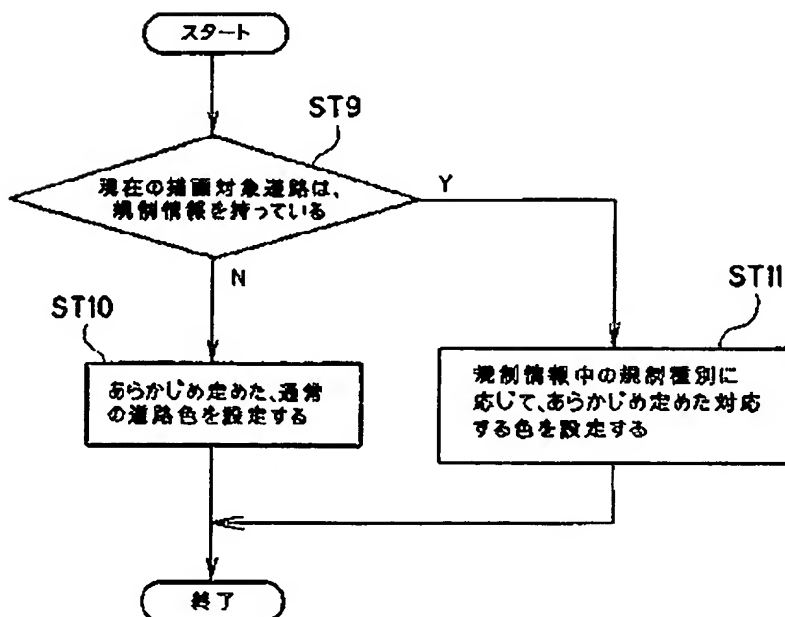 スタート
ST9
現在の描画対象道路は、
規制情報を持っている
Y
N
ST10
ST11
あらかじめ定めた、通常
の道路色を設定する
規制情報中の規制種別に
応じて、あらかじめ定めた対応
する色を設定する
終了